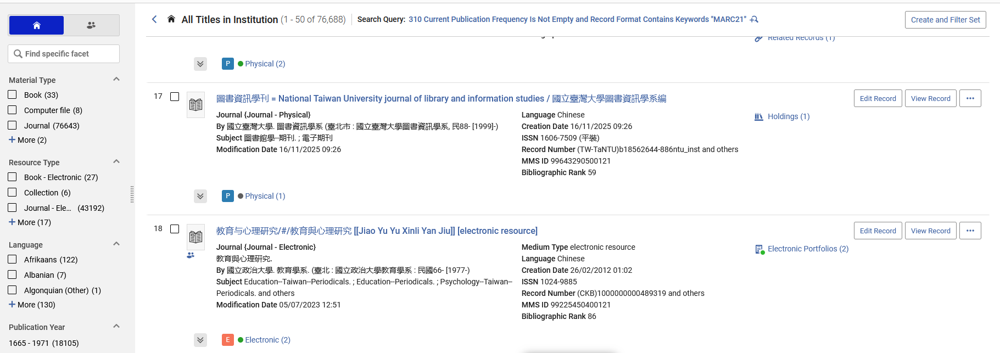 All Titles in Institution (1 - 50 of 76,688) Search Query: 310 Current Publication Frequency Is Not Empty and Record Format Contains Keywords "MARC21"
Create and Filter Set
Find specific facet
Material Type
Book (33)
Computer file (8)
Journal (76643)
More (2)
Resource Type
Book - Electronic (27)
Collection (6)
Journal - Ele... (43192)
More (17)
Language
Afrikaans (122)
Albanian (7)
Algonquian (Other) (1)
More (130)
Publication Year
1665 - 1971 (18105)
Related Records (1)
P Physical (2)
17
圖書資訊學刊 = National Taiwan University journal of library and information studies / 國立臺灣大學圖書資訊學系編
Edit Record View Record ...
Journal {Journal - Physical}
By 國立臺灣大學. 圖書資訊學系 (臺北市 : 國立臺灣大學圖書資訊學系, 民88- [1999]-)
Subject 圖書館學--期刊. ; 電子期刊
Modification Date 16/11/2025 09:26
Language Chinese
Creation Date 16/11/2025 09:26
ISSN 1606-7509 (平裝)
Record Number (TW-TaNTU)b18562644-886ntu_inst and others
MMS ID 99643290500121
Bibliographic Rank 59
Holdings (1)
P Physical (1)
18
教育与心理研究/#/教育與心理研究 [[Jiao Yu Yu Xinli Yan Jiu]] [electronic resource]
Edit Record View Record ...
Journal {Journal - Electronic}
教育與心理研究.
By 國立政治大學. 教育學系. (臺北 : 國立政治大學教育學系 : 民國66- [1977-)
Subject Education--Taiwan--Periodicals. ; Education--Periodicals. ; Psychology--Taiwan--
Periodicals. and others
Modification Date 05/07/2023 12:51
Medium Type electronic resource
Language Chinese
Creation Date 26/02/2012 01:02
ISSN 1024-9885
Record Number (CKB)1000000000489319 and others
MMS ID 99225450400121
Bibliographic Rank 86
Electronic Portfolios (2)
E Electronic (2)